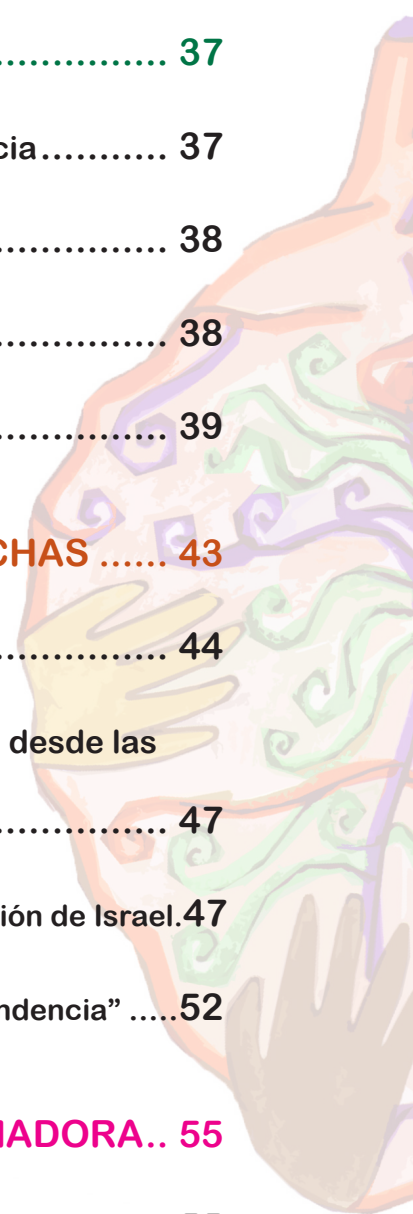 ............... 37
cia........... 37
............... 38
............... 38
............... 39
CHAS ...... 43
............... 44
desde las
............... 47
ión de Israel.47
ndencia” .....52
ADORA.. 55